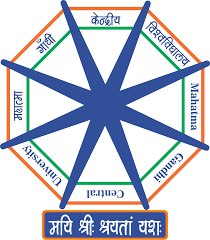 महात्मा
गाँधी
केन्द्रीय
विश्वविद्यालय
Mahatma
Gandhi
Central
University
मयि श्रीः श्रयतां यशः